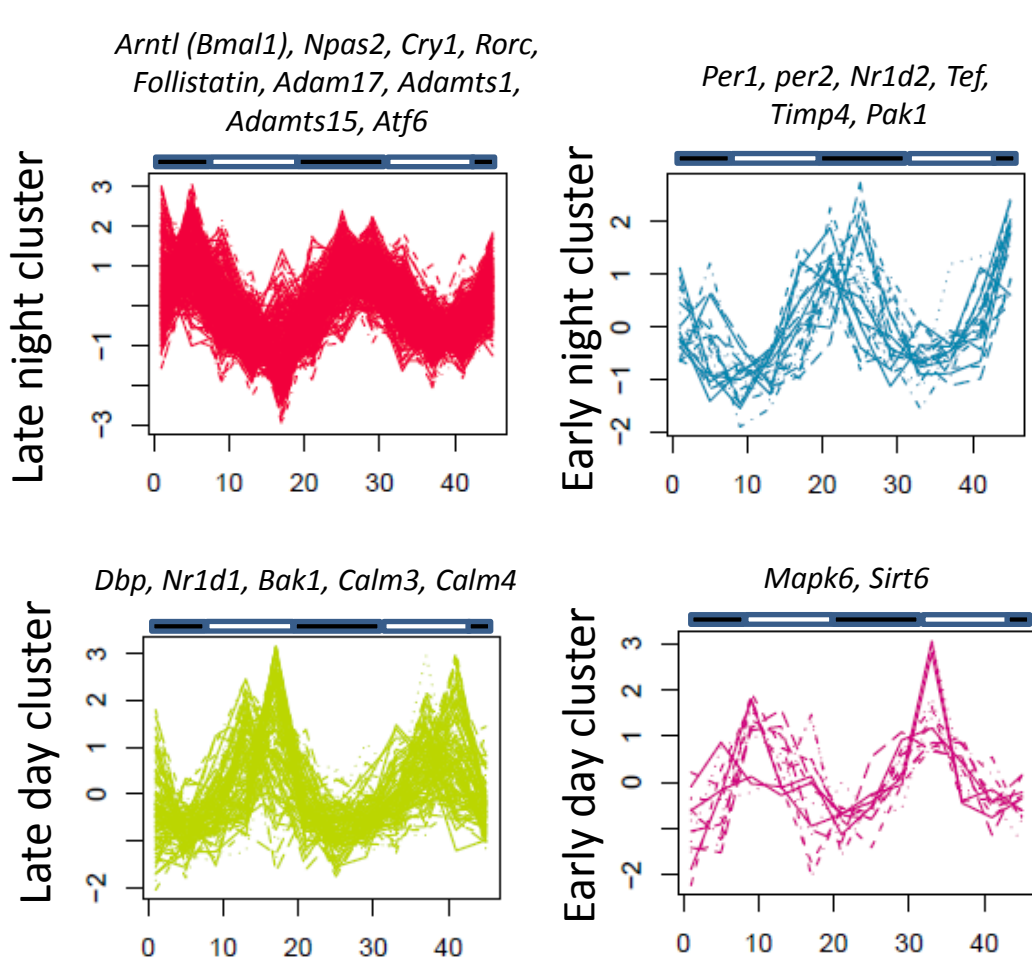 Arntl (Bmal1), Npas2, Cry1, Rorc,
Follistatin, Adam17, Adamts1,
Adamts15, Atf6
Late night cluster
3
2
1
−1
−3
0 10 20 30 40
Per1, per2, Nr1d2, Tef,
Timp4, Pak1
Early night cluster
2
1
0
−1
−2
0 10 20 30 40
Dbp, Nr1d1, Bak1, Calm3, Calm4
Late day cluster
3
2
1
0
−2
0 10 20 30 40
Mapk6, Sirt6
Early day cluster
3
2
1
0
−2
0 10 20 30 40